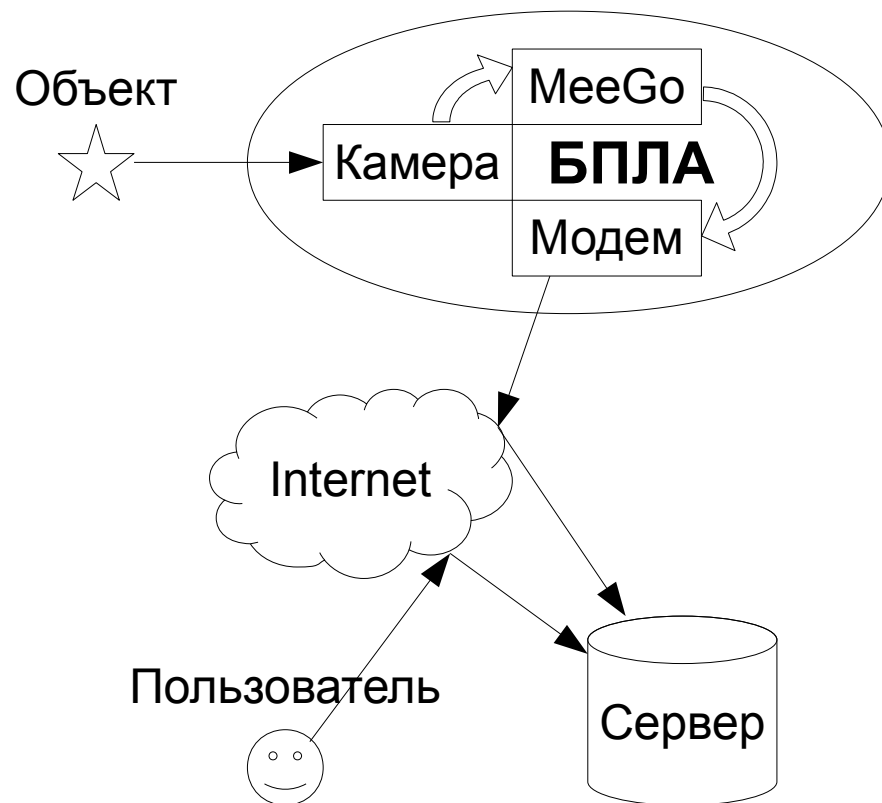 Объект
MeeGo
Камера
БПЛА
Модем
Internet
Пользователь
Сервер